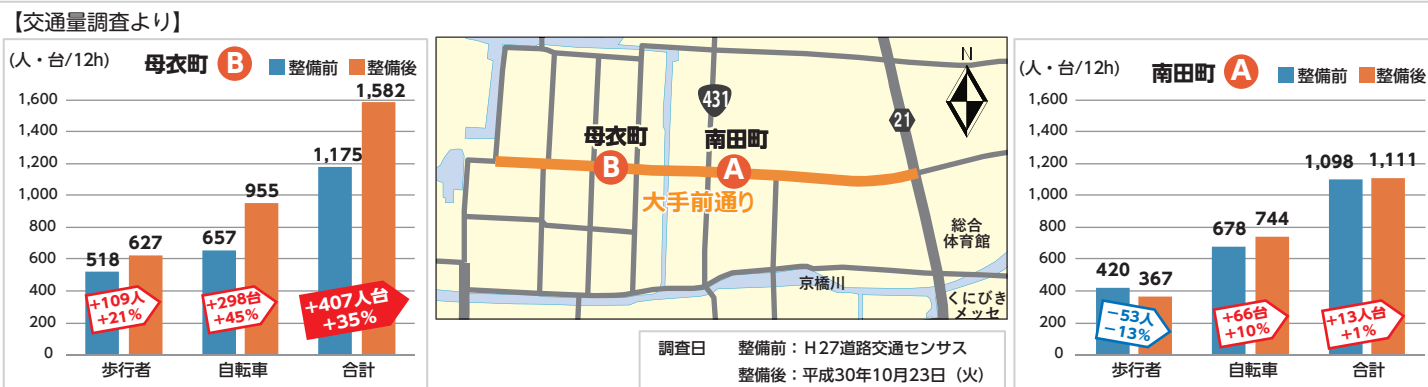 【交通量調査より】
(人・台/12h)
母衣町 B 整備前 整備後
1,600
1,400
1,200
1,000
800
600
400
200
0
518
627
657
955
1,175
1,582
+109人
+21%
+298台
+45%
+407人台
+35%
歩行者 自転車 合計
N
431
21
母衣町
南田町
B
A
大手前通り
総合
体育館
京橋川
くにびき
メッセ
調査日 整備前：H27道路交通センサス
整備後：平成30年10月23日（火）
(人・台/12h)
南田町 A 整備前 整備後
1,600
1,400
1,200
1,000
800
600
400
200
0
420
367
678
744
1,098
1,111
−53人
−13%
+66台
+10%
+13人台
+1%
歩行者 自転車 合計